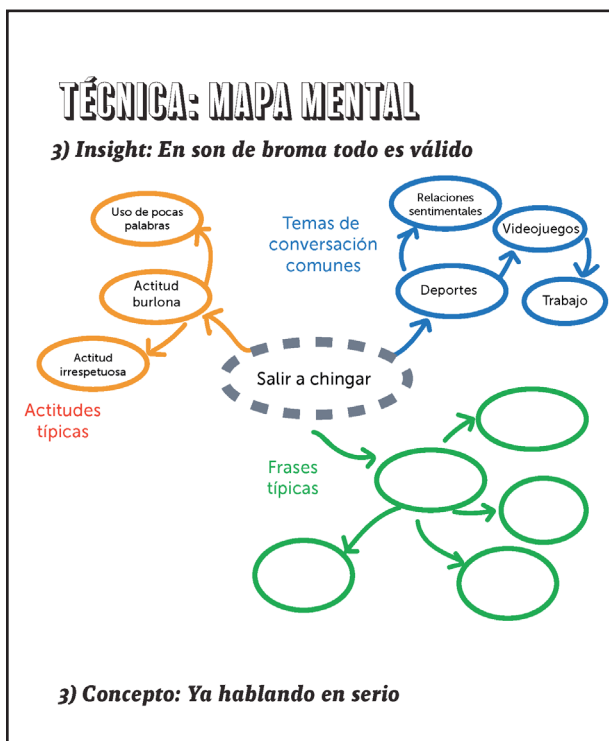 TÉCNICA: MAPA MENTAL
3) Insight: En son de broma todo es válido
Uso de pocas
palabras
Actitud
burlona
Actitud
irrespetuosa
Actitudes
típicas
Temas de
conversación
comunes
Relaciones
sentimentales
Videojuegos
Deportes
Trabajo
Salir a chingar
Frases
típicas
3) Concepto: Ya hablando en serio